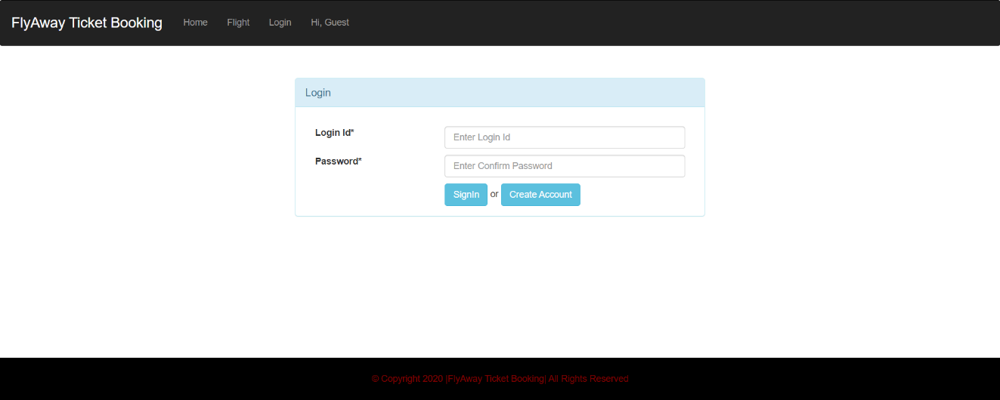 FlyAway Ticket Booking Home Flight Login Hi, Guest
Login
Login Id* Enter Login Id
Password* Enter Confirm Password
SignIn or Create Account
© Copyright 2020 |FlyAway Ticket Booking| All Rights Reserved